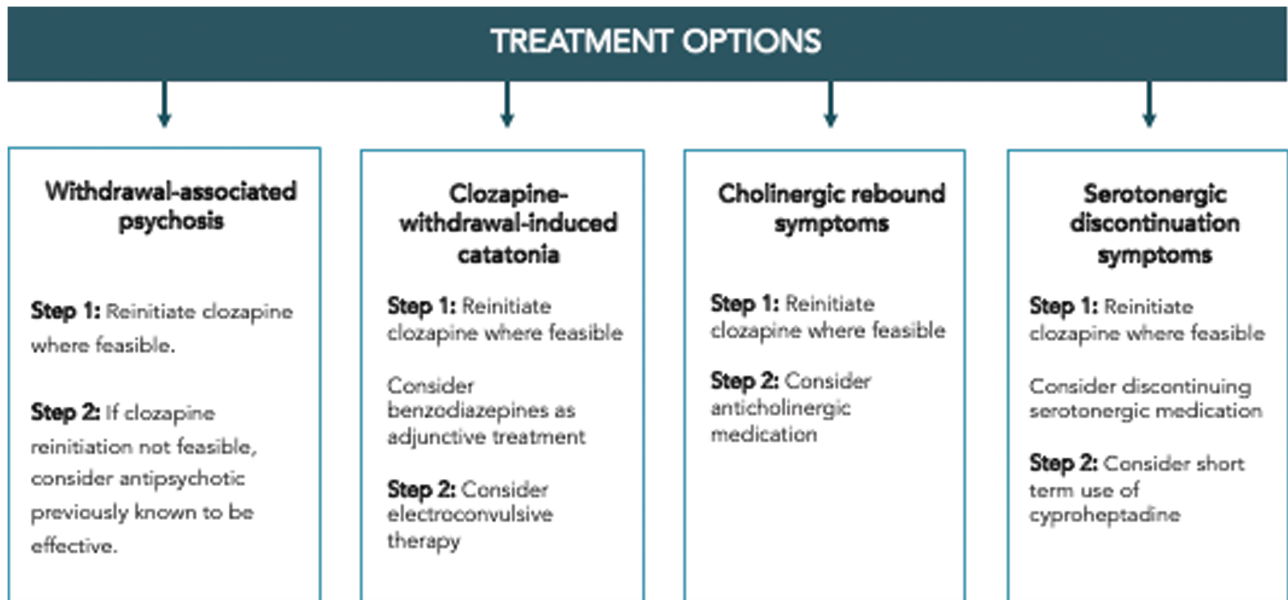 TREATMENT OPTIONS
Withdrawal-associated
psychosis
Step 1: Reinitiate clozapine
where feasible.
Step 2: If clozapine
reinitiation not feasible,
consider antipsychotic
previously known to be
effective.
Clozapine-
withdrawal-induced
catatonia
Step 1: Reinitiate
clozapine where feasible
Consider
benzodiazepines as
adjunctive treatment
Step 2: Consider
electroconvulsive
therapy
Cholinergic rebound
symptoms
Step 1: Reinitiate
clozapine where feasible
Step 2: Consider
anticholinergic
medication
Serotonergic
discontinuation
symptoms
Step 1: Reinitiate
clozapine where feasible
Consider discontinuing
serotonergic medication
Step 2: Consider short
term use of
cyproheptadine